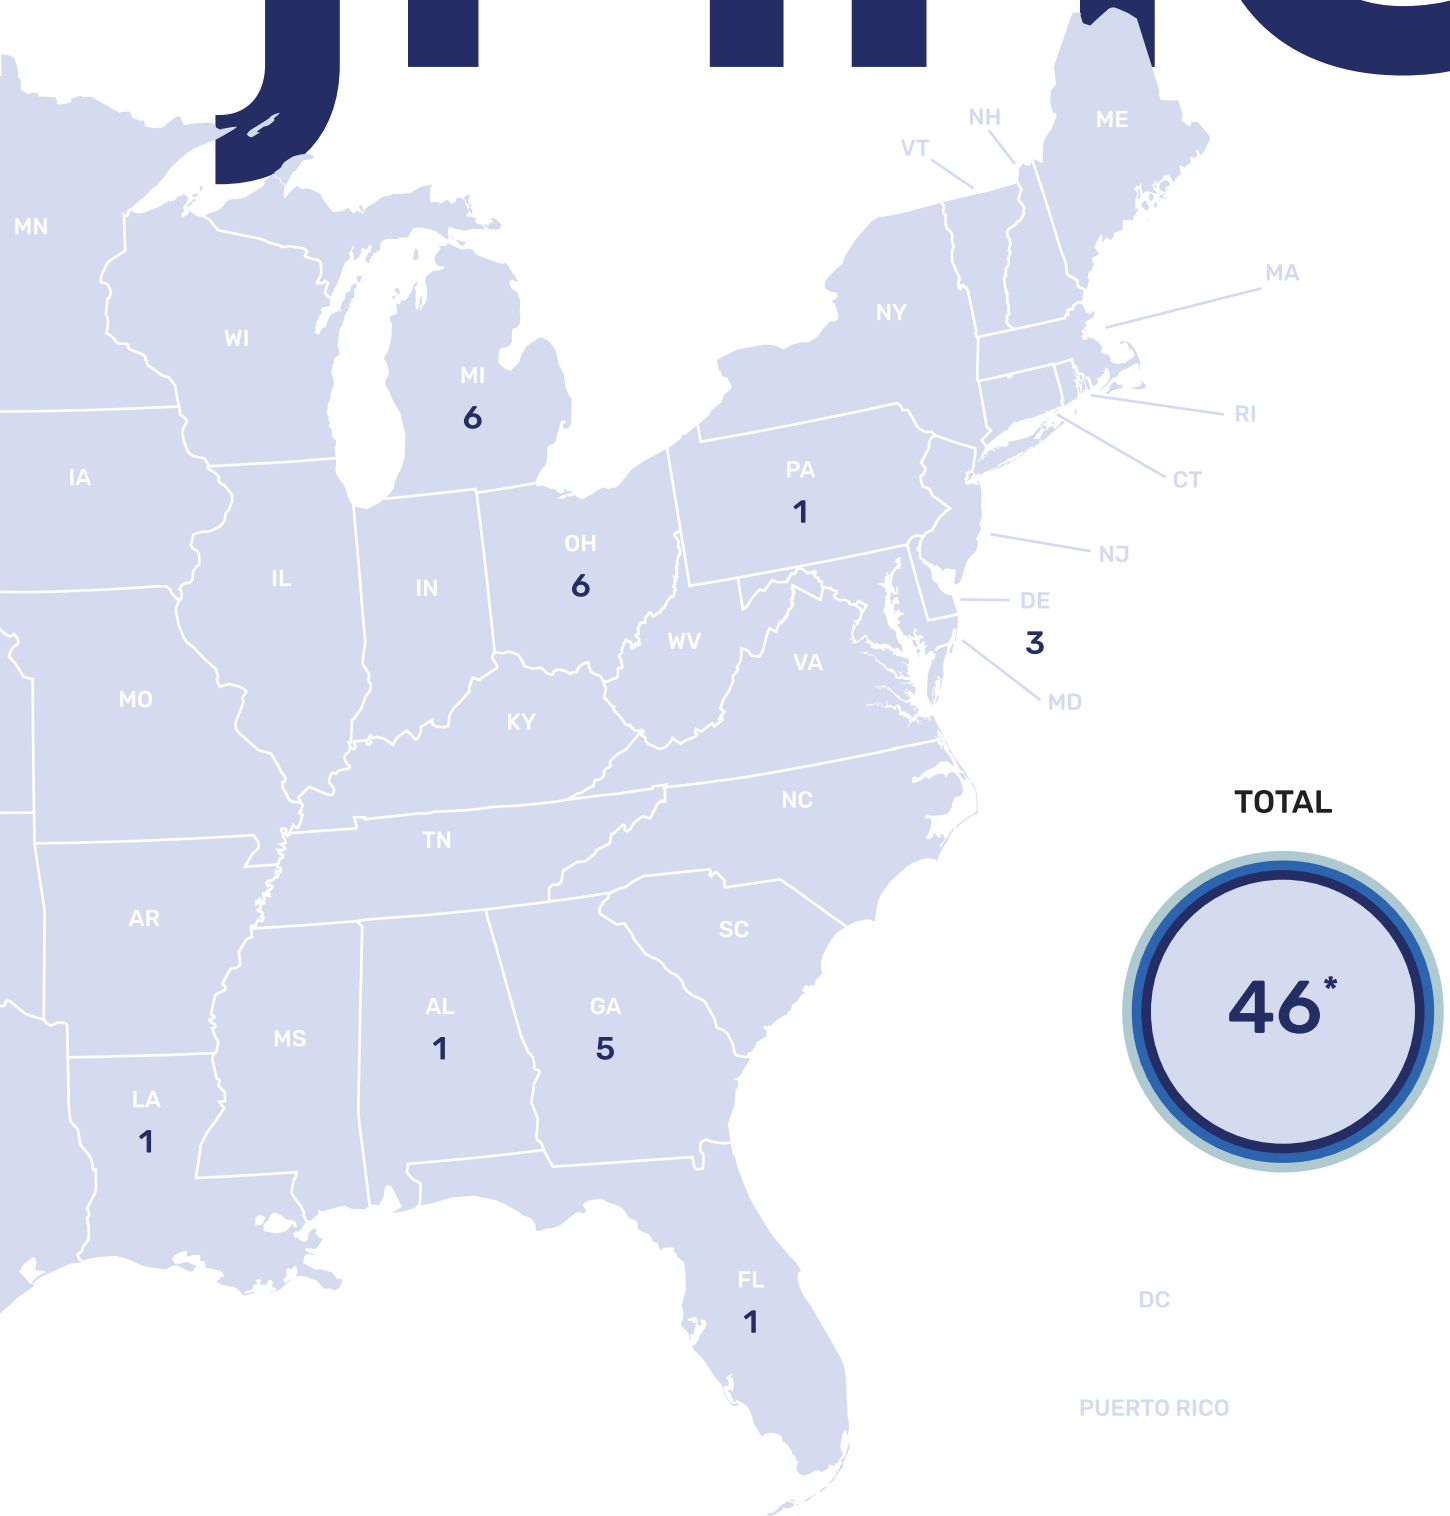 ME
NH
VT
MN
MA
NY
WI
MI
6
RI
PA
1
IA
CT
OH
6
NJ
IL
IN
DE
3
WV
VA
MO
MD
KY
NC
TOTAL
TN
AR
SC
46*
AL
1
GA
5
MS
LA
1
FL
1
DC
PUERTO RICO